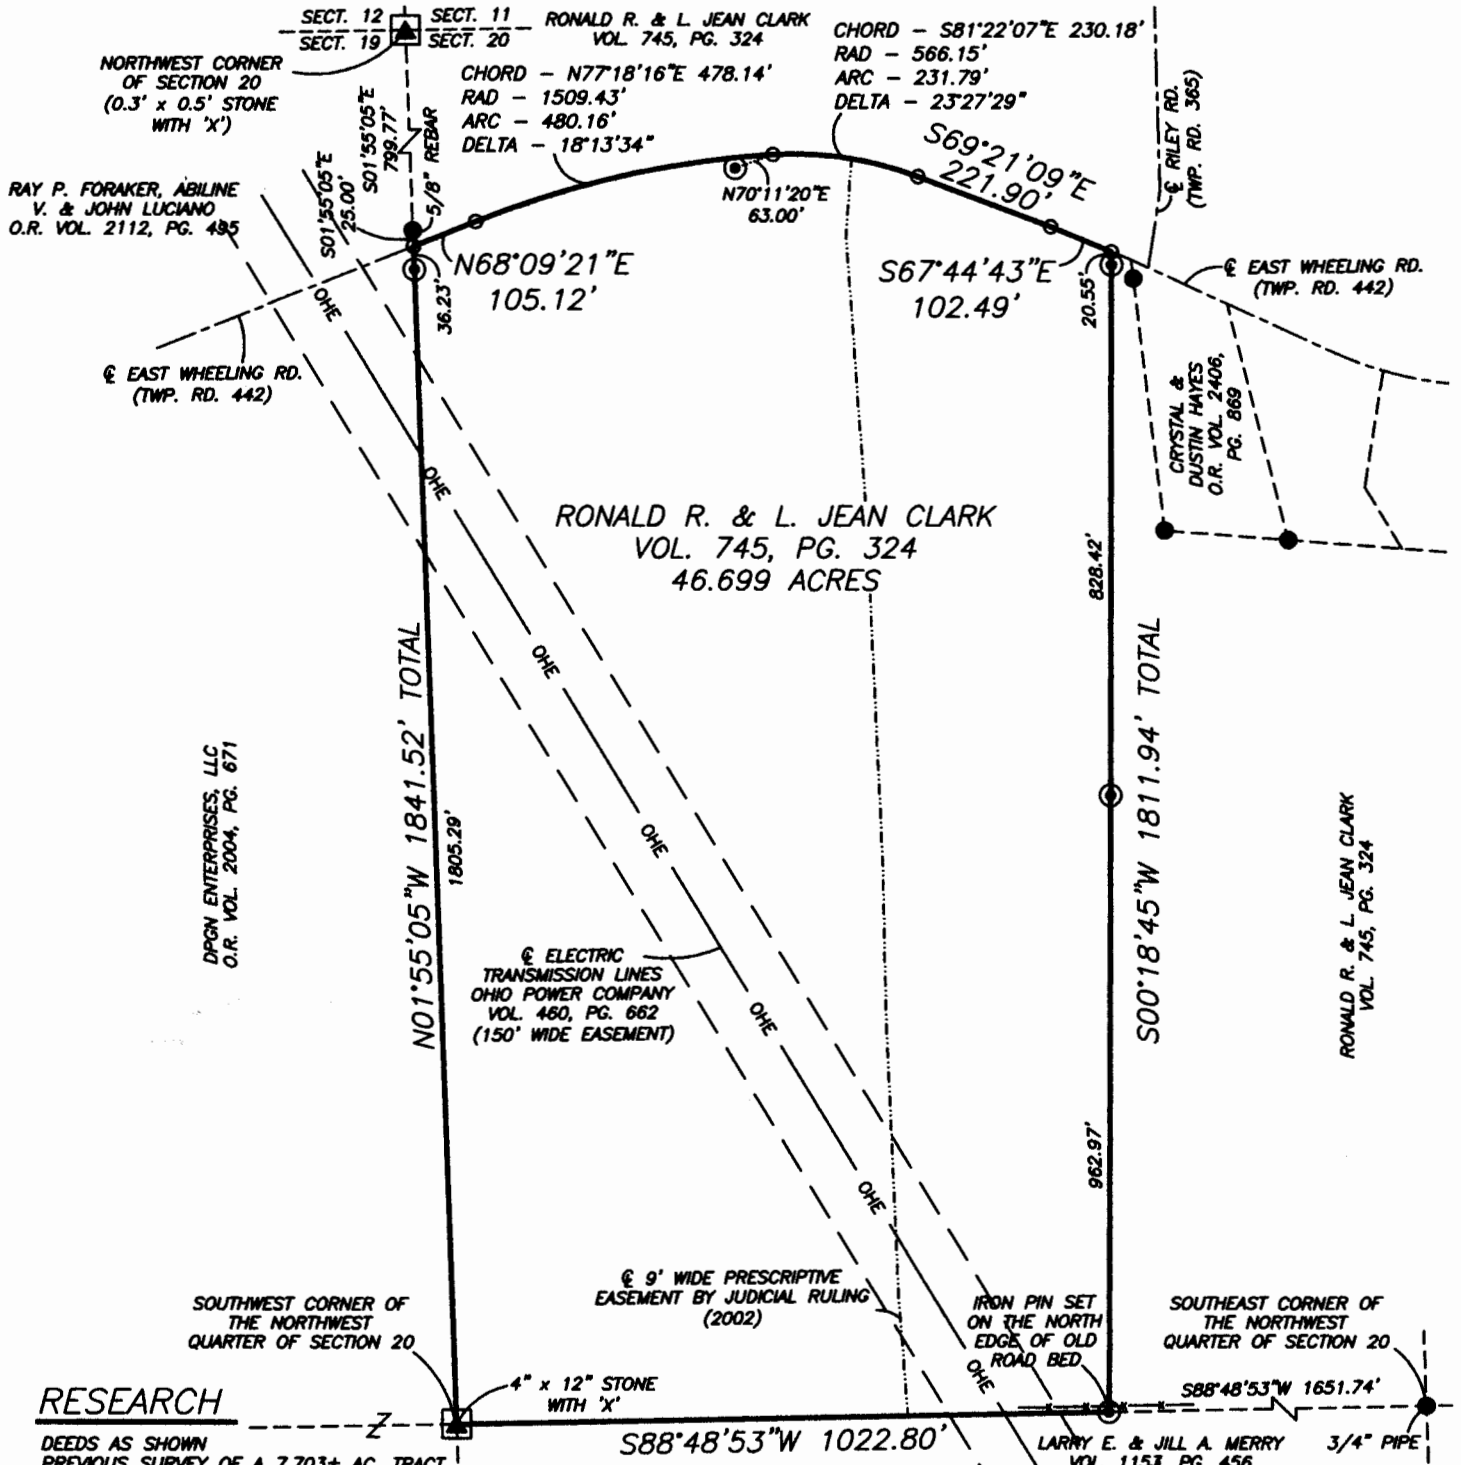 SECT. 12
SECT. 11
SECT. 19
SECT. 20
RONALD R. & L. JEAN CLARK
VOL. 745, PG. 324
CHORD - S81°22'07"E 230.18'
RAD - 566.15'
ARC - 231.79'
DELTA - 23°27'29"
NORTHWEST CORNER
OF SECTION 20
(0.3' x 0.5' STONE
WITH 'X')
CHORD - N77°18'16"E 478.14'
RAD - 1509.43'
ARC - 480.16'
DELTA - 18°13'34"
S01°55'05"E
799.77'
5/8" REBAR
S01°55'05"E
25.00'
℄ RILEY RD.
(TWP. RD. 365)
S69°21'09"E
221.90'
RAY P. FORAKER, ABILINE
V. & JOHN LUCIANO
O.R. VOL. 2112, PG. 495
N70°11'20"E
63.00'
N68°09'21"E
105.12'
36.23'
S67°44'43"E
102.49'
20.55'
℄ EAST WHEELING RD.
(TWP. RD. 442)
℄ EAST WHEELING RD.
(TWP. RD. 442)
OHE
CRYSTAL &
DUSTIN HAYES
O.R. VOL. 2406,
PG. 869
OHE
RONALD R. & L. JEAN CLARK
VOL. 745, PG. 324
46.699 ACRES
828.42'
OHE
N01°55'05"W 1841.52' TOTAL
1805.29'
S00°18'45"W 1811.94' TOTAL
DPGN ENTERPRISES, LLC
O.R. VOL. 2004, PG. 671
OHE
RONALD R. & L. JEAN CLARK
VOL. 745, PG. 324
℄ ELECTRIC
TRANSMISSION LINES
OHIO POWER COMPANY
VOL. 460, PG. 662
(150' WIDE EASEMENT)
OHE
962.97'
OHE
℄ 9' WIDE PRESCRIPTIVE
EASEMENT BY JUDICIAL RULING
(2002)
SOUTHWEST CORNER OF
THE NORTHWEST
QUARTER OF SECTION 20
IRON PIN SET
ON THE NORTH
EDGE OF OLD
ROAD BED
SOUTHEAST CORNER OF
THE NORTHWEST
QUARTER OF SECTION 20
OHE
4" x 12" STONE
WITH 'X'
S88°48'53"W 1651.74'
RESEARCH
S88°48'53"W 1022.80'
LARRY E. & JILL A. MERRY
VOL. 1153, PG. 456
3/4" PIPE
DEEDS AS SHOWN
PREVIOUS SURVEY OF A 7.703± AC. TRACT